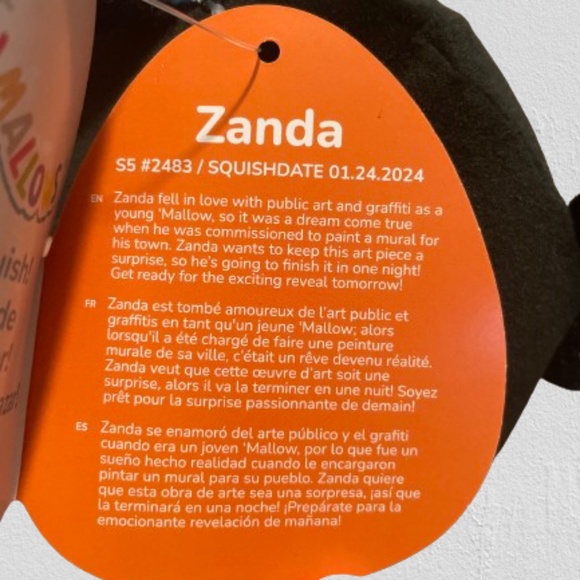 MALLOWS
Zanda
S5 #2483 / SQUISHDATE 01.24.2024
EN Zanda fell in love with public art and graffiti as a
young 'Mallow, so it was a dream come true
when he was commissioned to paint a mural for
his town. Zanda wants to keep this art piece a
surprise, so he's going to finish it in one night!
Get ready for the exciting reveal tomorrow!
FR Zanda est tombé amoureux de l'art public et
graffitis en tant qu'un jeune 'Mallow; alors
lorsqu'il a été chargé de faire une peinture
murale de sa ville, c'était un rêve devenu réalité.
Zanda veut que cette œuvre d'art soit une
surprise, alors il va la terminer en une nuit! Soyez
prêt pour la surprise passionnante de demain!
ES Zanda se enamoró del arte público y el grafiti
cuando era un joven 'Mallow, por lo que fue un
sueño hecho realidad cuando le encargaron
pintar un mural para su pueblo. Zanda quiere
que esta obra de arte sea una sorpresa, ¡así que
la terminará en una noche! ¡Prepárate para la
emocionante revelación de mañana!